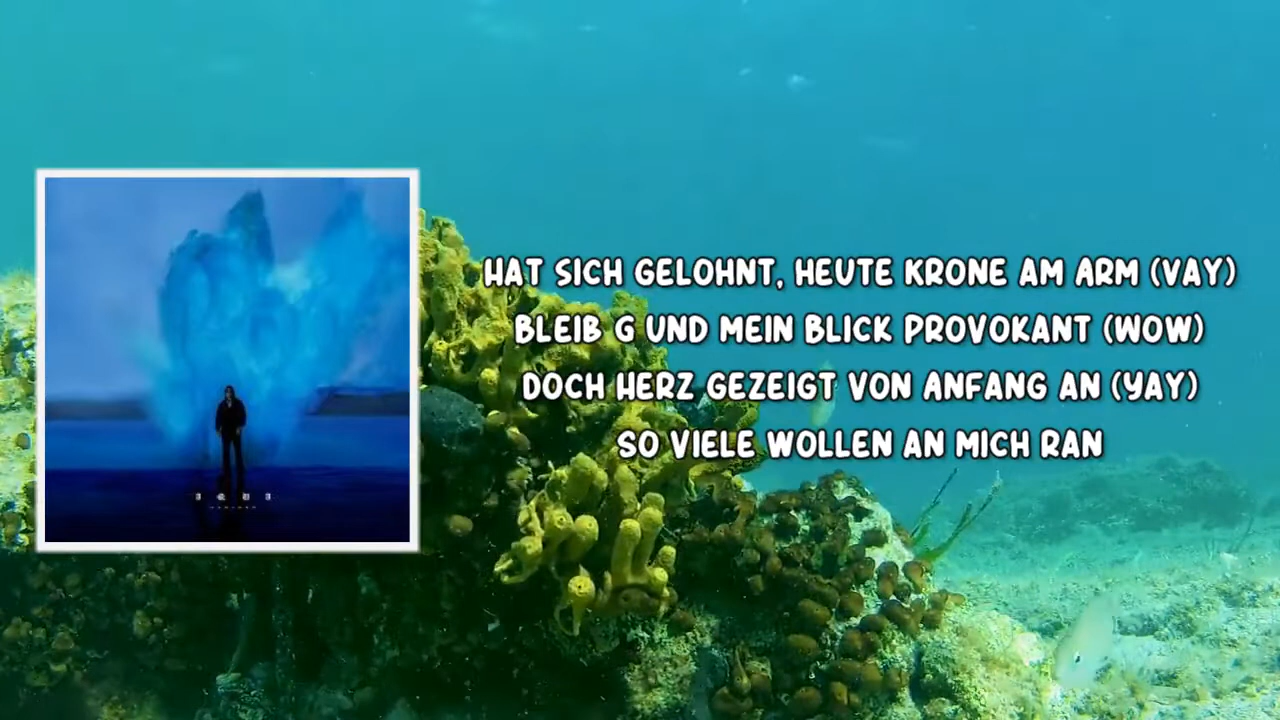 HAT SICH GELOHNT, HEUTE KRONE AM ARM (VAY)
BLEIB G UND MEIN BLICK PROVOKANT (WOW)
DOCH HERZ GEZEIGT VON ANFANG AN (YAY)
SO VIELE WOLLEN AN MICH RAN